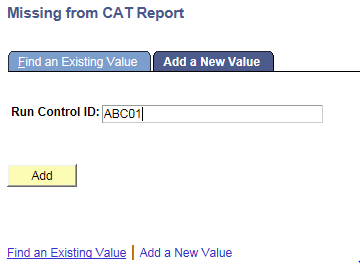 Missing from CAT Report
Find an Existing Value Add a New Value
Run Control ID: ABC01
Add
Find an Existing Value | Add a New Value